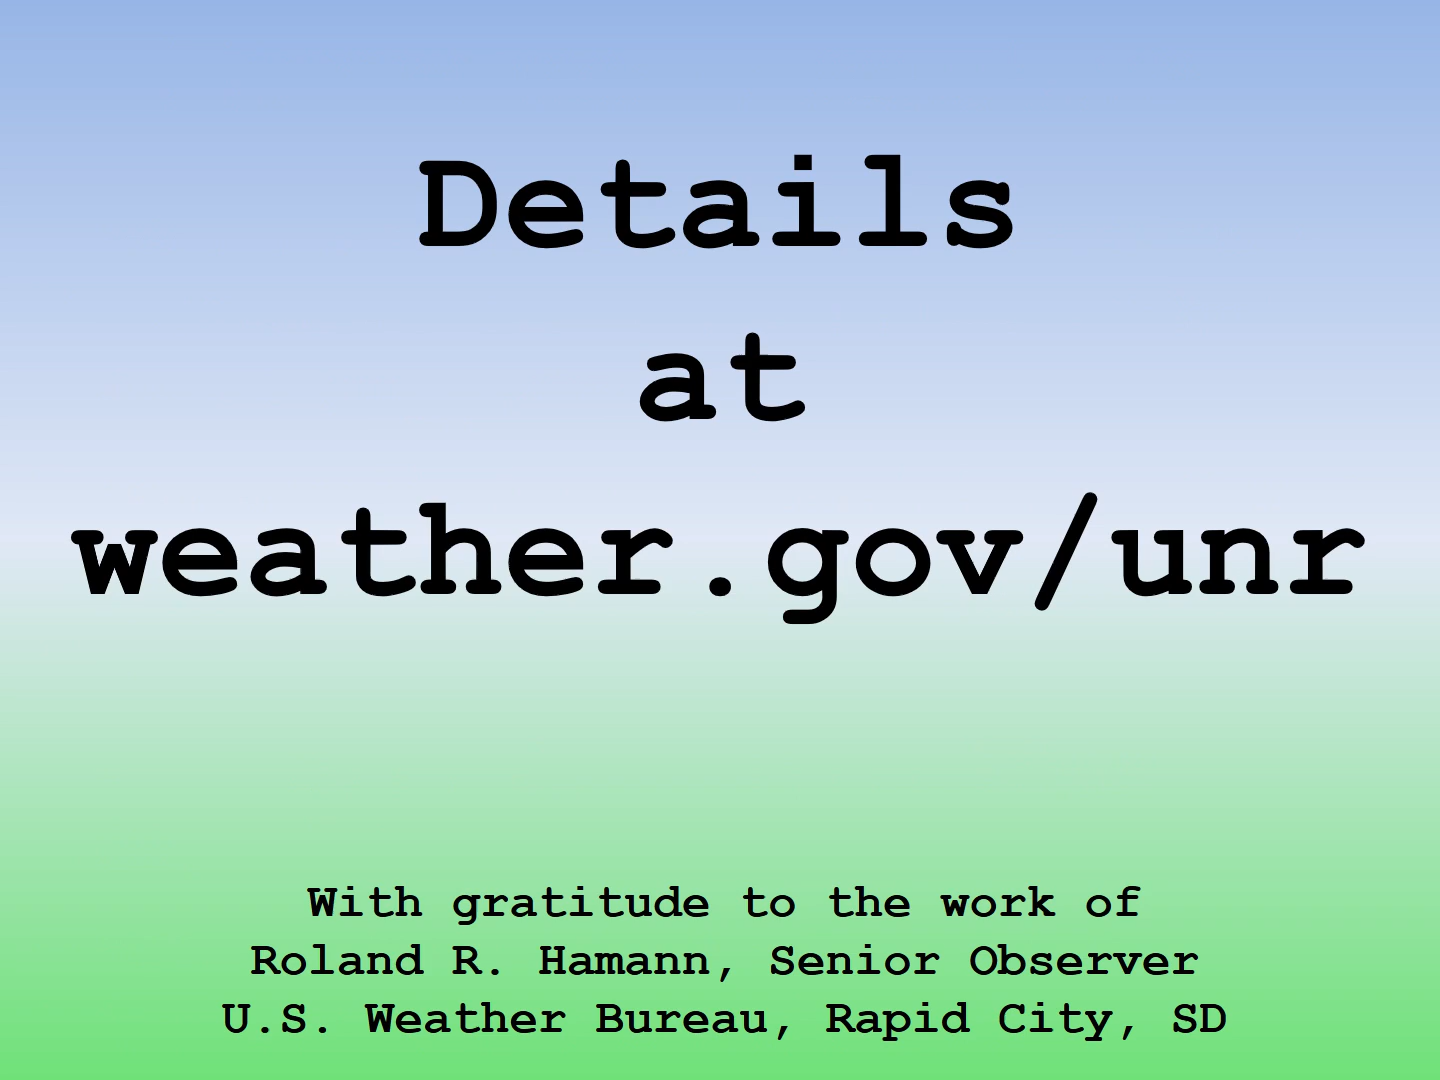 Details
at
weather.gov/unr
With gratitude to the work of
Roland R. Hamann, Senior Observer
U.S. Weather Bureau, Rapid City, SD